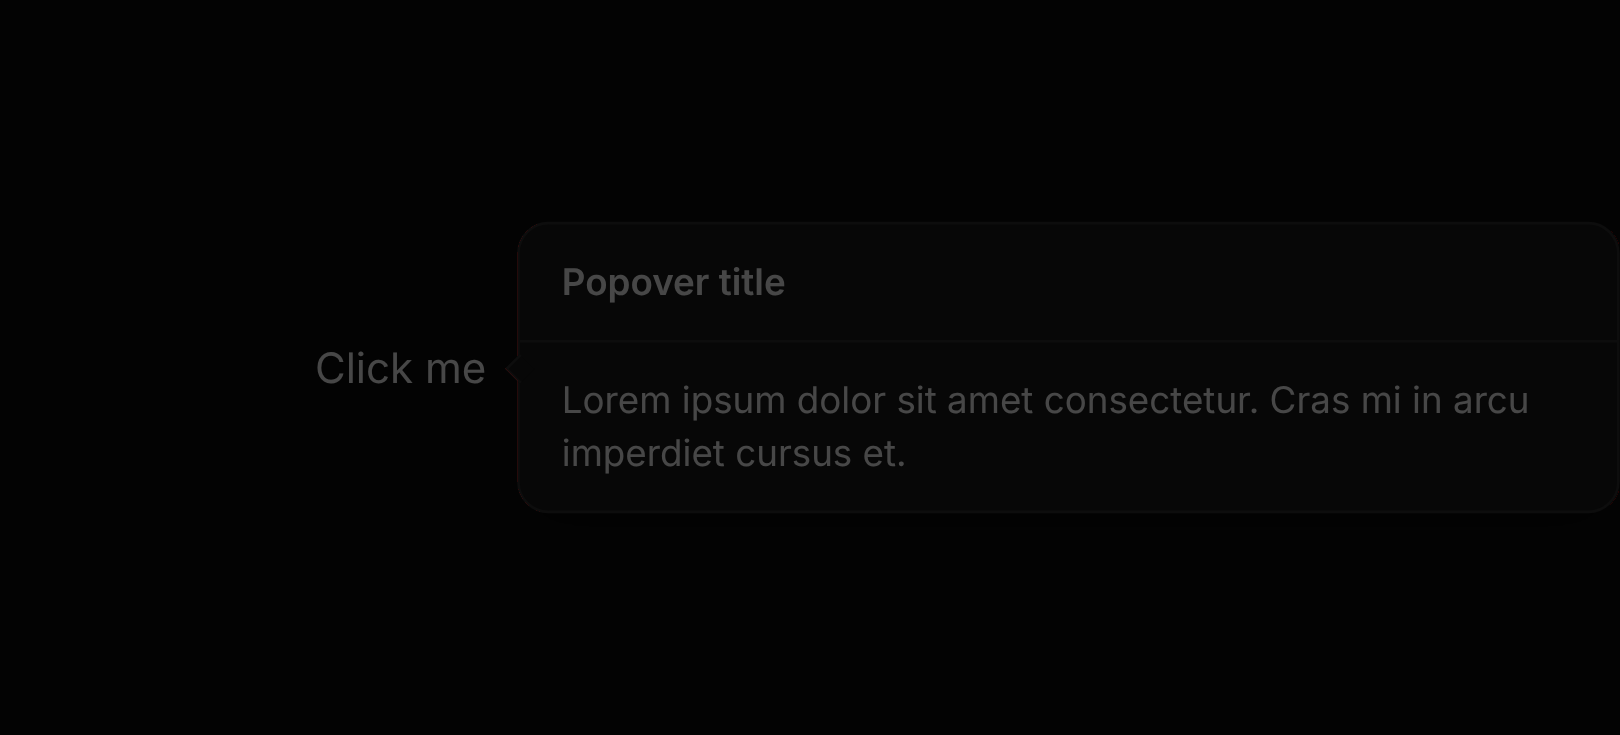 Popover title
Click me
Lorem ipsum dolor sit amet consectetur. Cras mi in arcu
imperdiet cursus et.